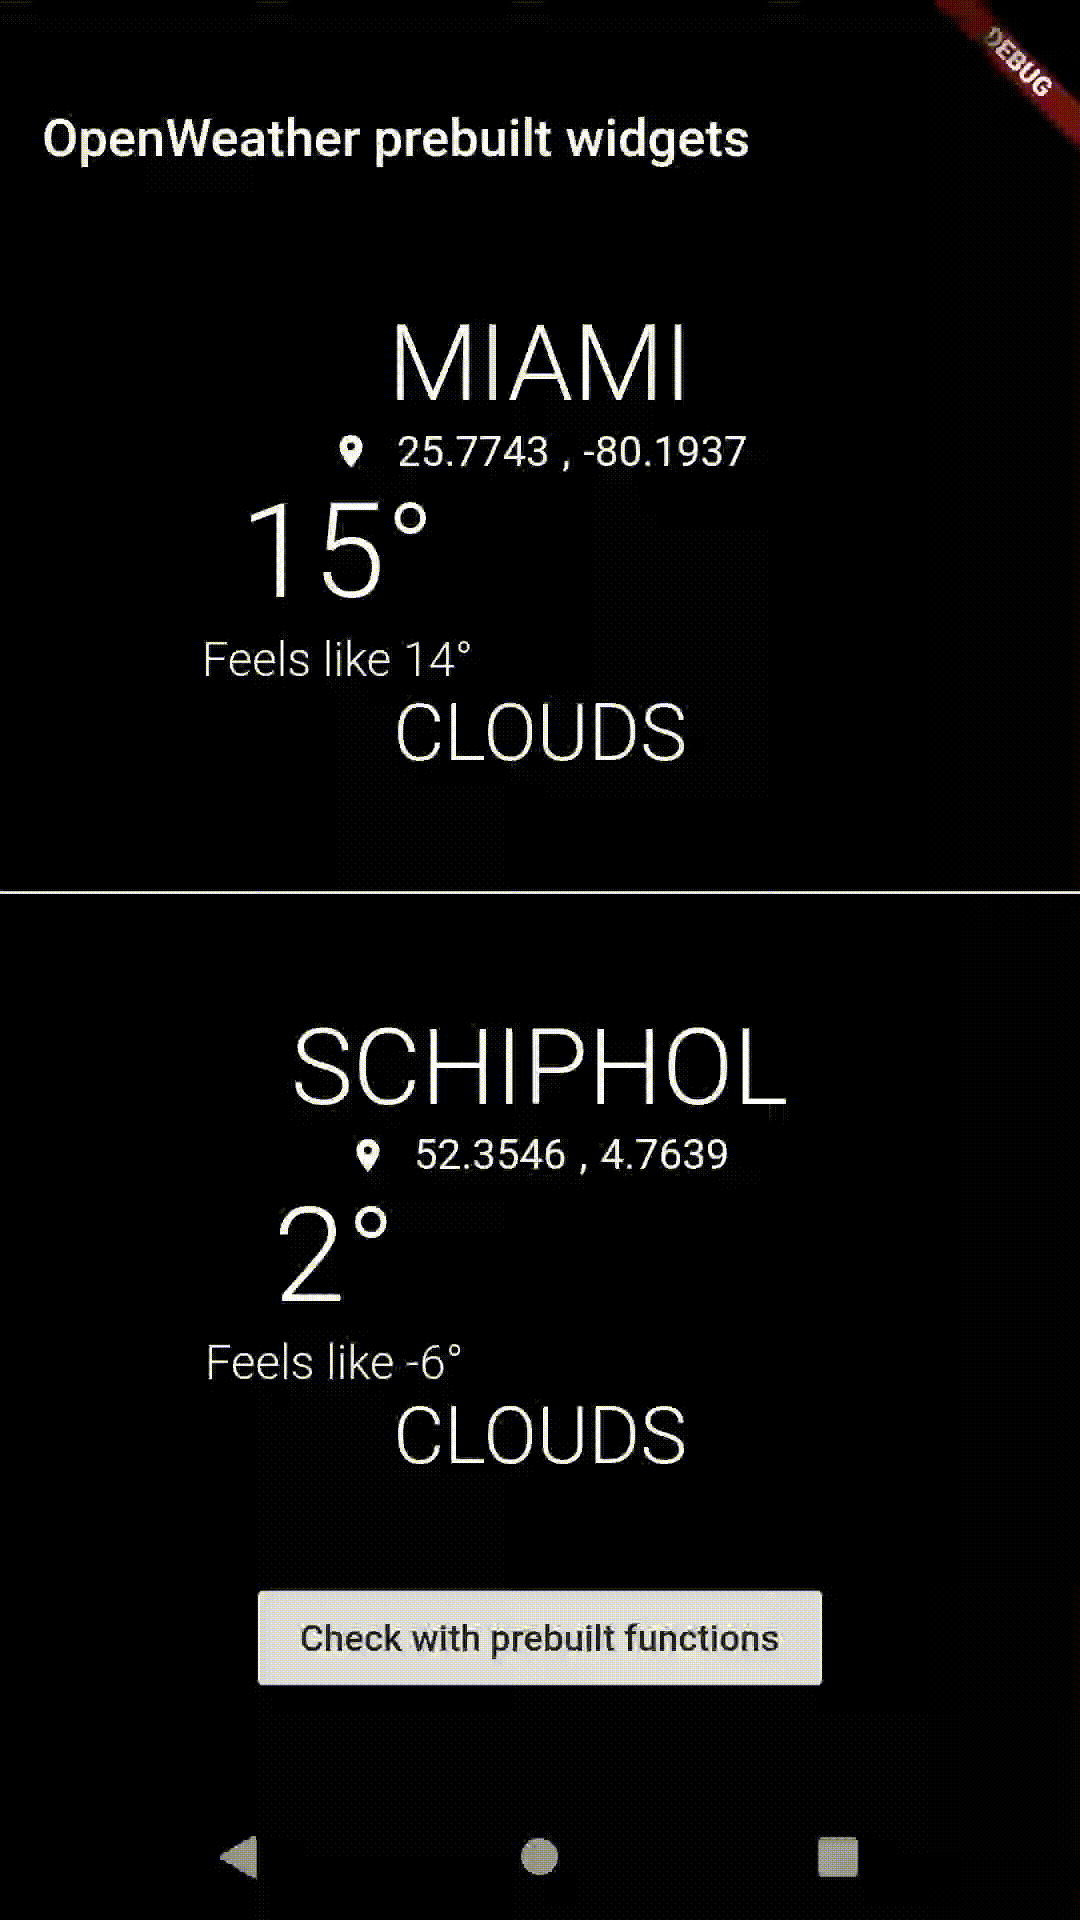 DEBUG
OpenWeather prebuilt widgets
MIAMI
25.7743 , -80.1937
15°
Feels like 14°
CLOUDS
SCHIPHOL
52.3546 , 4.7639
2°
Feels like -6°
CLOUDS
Check with prebuilt functions